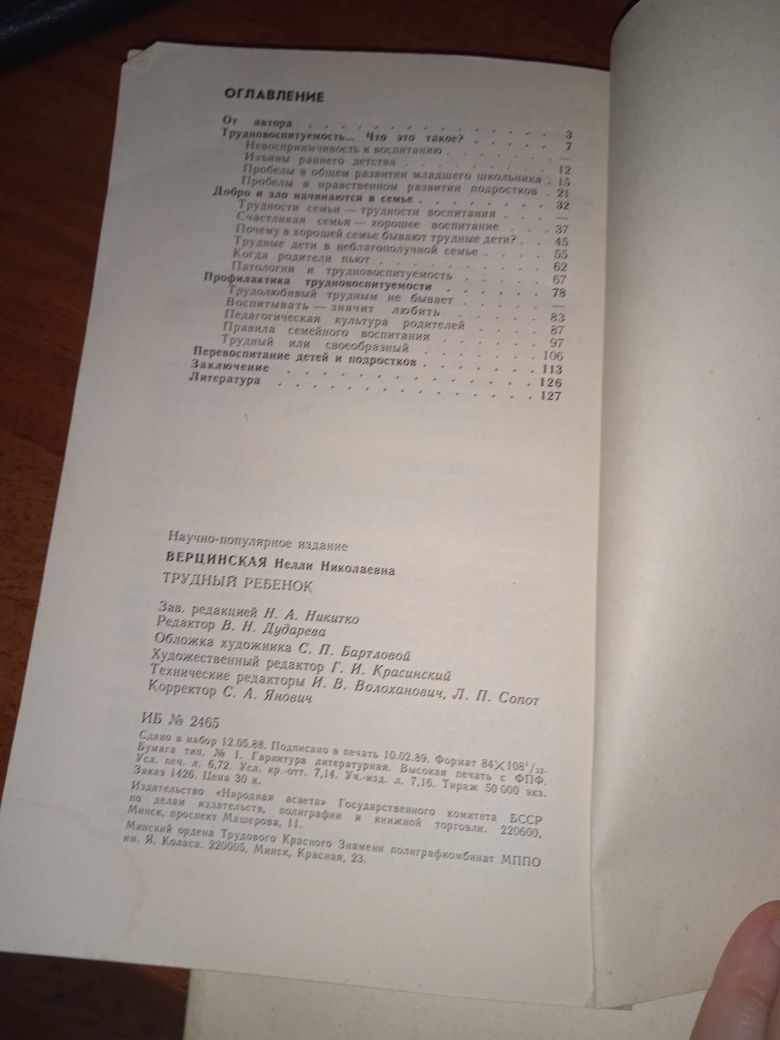 ОГЛАВЛЕНИЕ
От автора . . . . . . . . . . . . . . 3
Трудновоспитуемость... Что это такое? . . . . . 7
Невосприимчивость к воспитанию . . . . . . —
Изъяны раннего детства . . . . . . . . 12
Пробелы в общем развитии младшего школьника . 15
Пробелы в нравственном развитии подростков . 21
Добро и зло начинаются в семье . . . . . . . 32
Трудности семьи — трудности воспитания . . . —
Счастливая семья — хорошее воспитание . . . 37
Почему в хорошей семье бывают трудные дети? . . 45
Трудные дети в неблагополучной семье . . . . 55
Когда родители пьют . . . . . . . . . 62
Патология и трудновоспитуемость . . . . . 67
Профилактика трудновоспитуемости . . . . . . 78
Трудолюбивый трудным не бывает . . . . . —
Воспитывать — значит любить . . . . . . 83
Педагогическая культура родителей . . . . . 87
Правила семейного воспитания . . . . . . 97
Трудный или своеобразный . . . . . . . 106
Перевоспитание детей и подростков . . . . . . 113
Заключение . . . . . . . . . . . . . 126
Литература . . . . . . . . . . . . . 127
Научно-популярное издание
ВЕРЦИНСКАЯ Нелли Николаевна
ТРУДНЫЙ РЕБЕНОК
Зав. редакцией Н. А. Никитко
Редактор В. Н. Дударева
Обложка художника С. П. Бартловой
Художественный редактор Г. И. Красинский
Технические редакторы И. В. Волоханович, Л. П. Сопот
Корректор С. А. Янович
ИБ № 2465
Сдано в набор 12.05.88. Подписано в печать 10.02.89. Формат 84×108¹/₃₂.
Бумага тип. № 1. Гарнитура литературная. Высокая печать с ФПФ.
Усл. печ. л. 6,72. Усл. кр.-отт. 7,14. Уч.-изд. л. 7,16. Тираж 50 000 экз.
Заказ 1426. Цена 30 к.
Издательство «Народная асвета» Государственного комитета БССР
по делам издательств, полиграфии и книжной торговли. 220600,
Минск, проспект Машерова, 11.
Минский ордена Трудового Красного Знамени полиграфкомбинат МППО
им. Я. Коласа. 220005, Минск, Красная, 23.